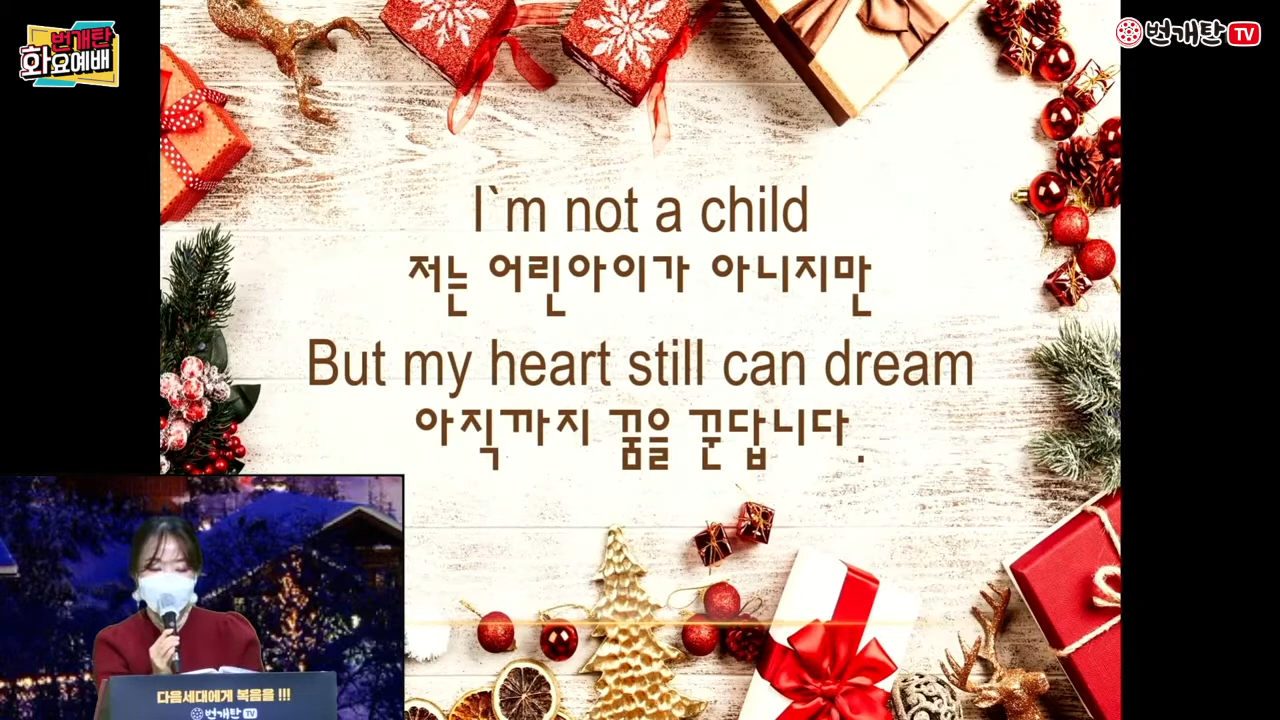 번개탄
화요예배
번개탄 TV
I`m not a child
저는 어린아이가 아니지만
But my heart still can dream
아직까지 꿈을 꾼답니다.
다음세대에게 복음을 !!!
번개탄 TV